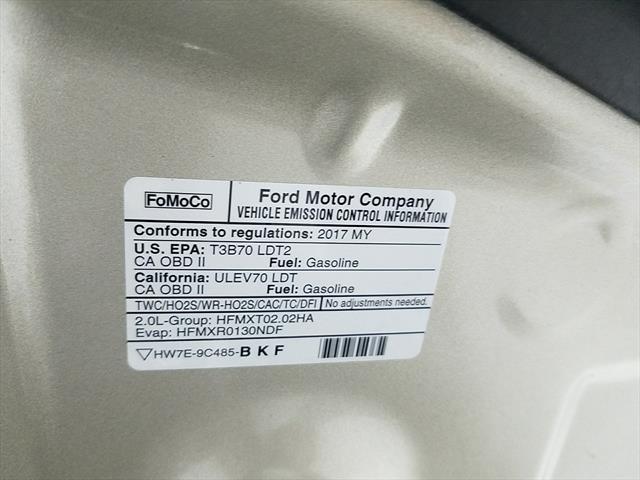 FoMoCo
Ford Motor Company
VEHICLE EMISSION CONTROL INFORMATION
Conforms to regulations: 2017 MY
U.S. EPA: T3B70 LDT2
CA OBD II Fuel: Gasoline
California: ULEV70 LDT
CA OBD II Fuel: Gasoline
TWC/HO2S/WR-HO2S/CAC/TC/DFI No adjustments needed.
2.0L-Group: HFMXT02.02HA
Evap: HFMXR0130NDF
HW7E-9C485-B K F